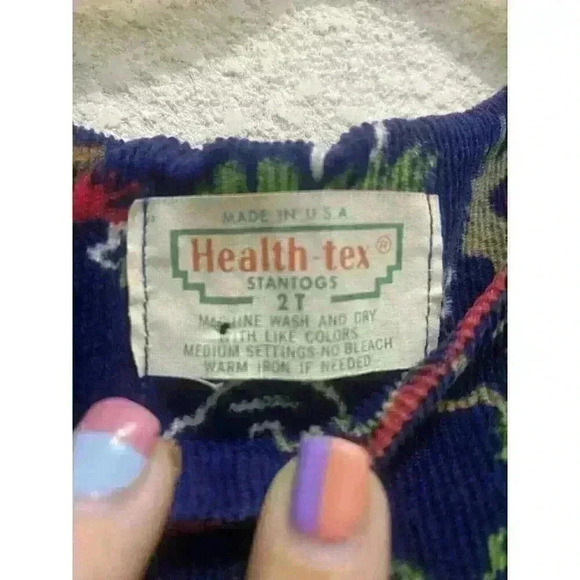 MADE IN U.S.A.
Health-tex®
STANTOGS
2T
MACHINE WASH AND DRY
WITH LIKE COLORS
MEDIUM SETTINGS-NO BLEACH
WARM IRON IF NEEDED